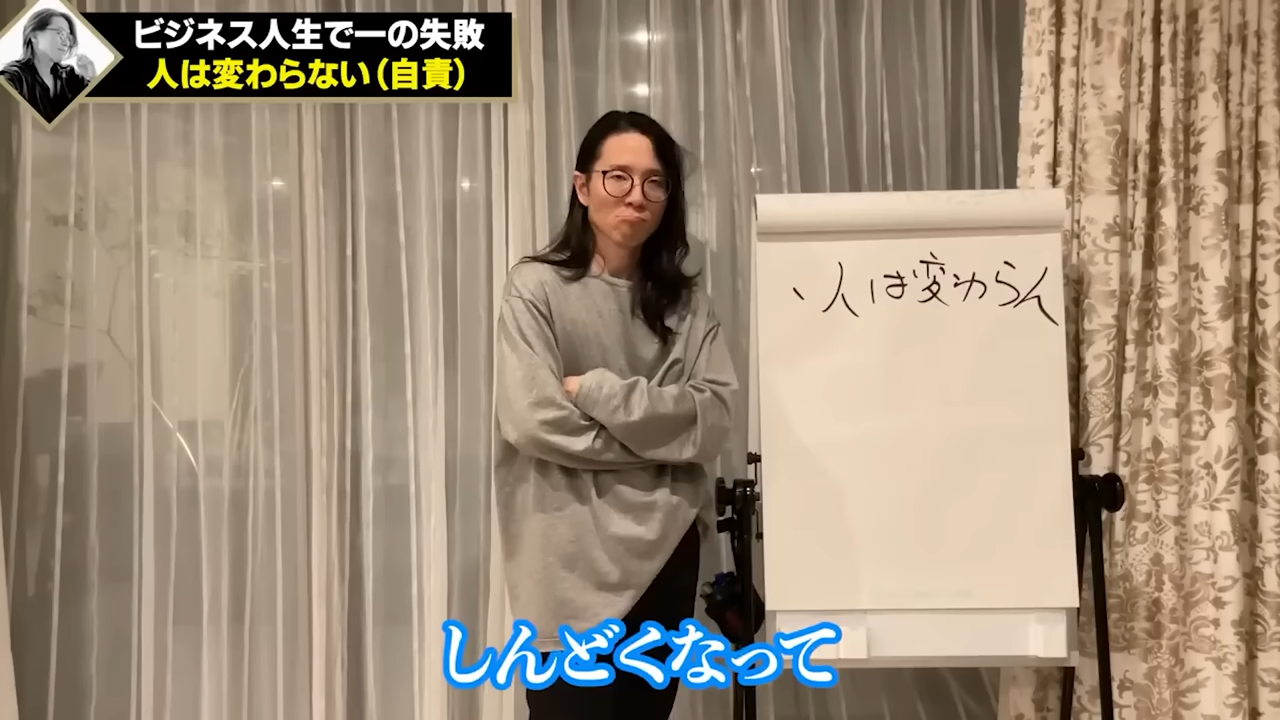 ビジネス人生で一の失敗
人は変わらない(自責)
、人は変わらん
しんどくなって